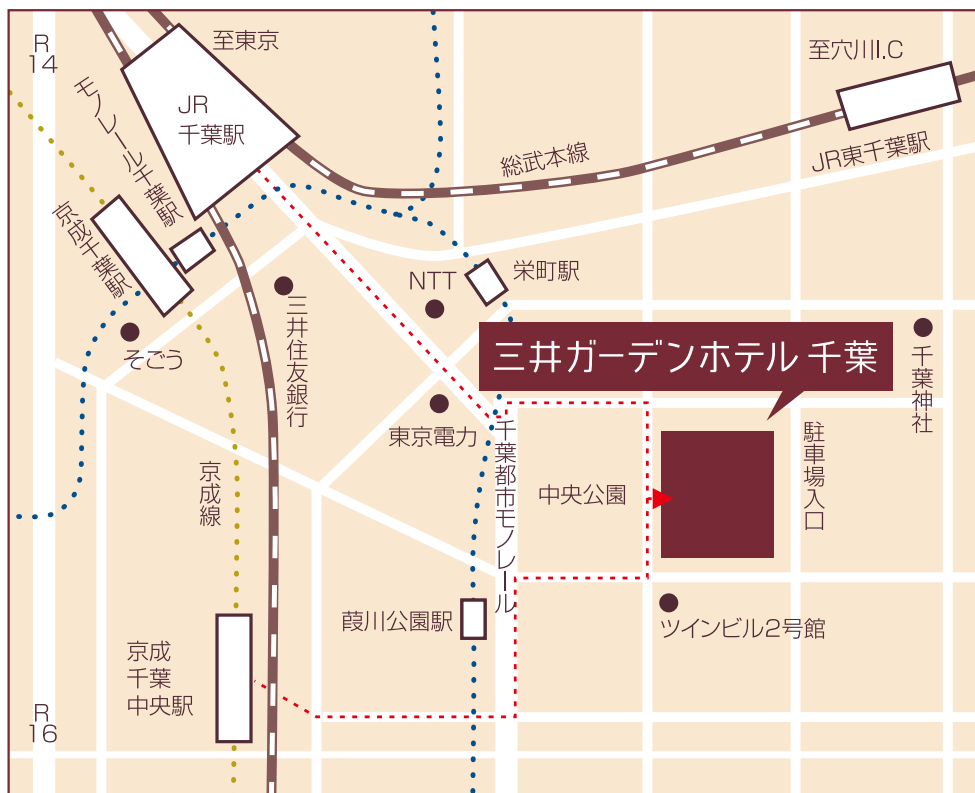 R
14
至東京
JR
千葉駅
モノレール千葉駅
京成千葉駅
至穴川I.C
JR東千葉駅
総武本線
栄町駅
NTT
三井住友銀行
そごう
三井ガーデンホテル 千葉
千葉神社
東京電力
千葉都市モノレール
駐車場入口
中央公園
京成線
葭川公園駅
ツインビル2号館
京成
千葉
中央駅
R
16